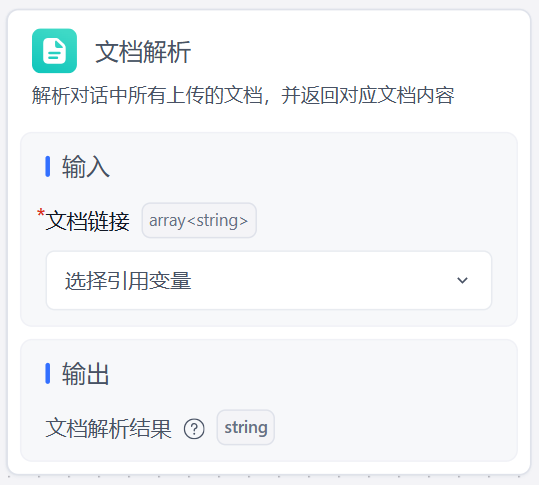 文档解析
解析对话中所有上传的文档，并返回对应文档内容
输入
*文档链接 array<string>
选择引用变量
输出
文档解析结果 ? string